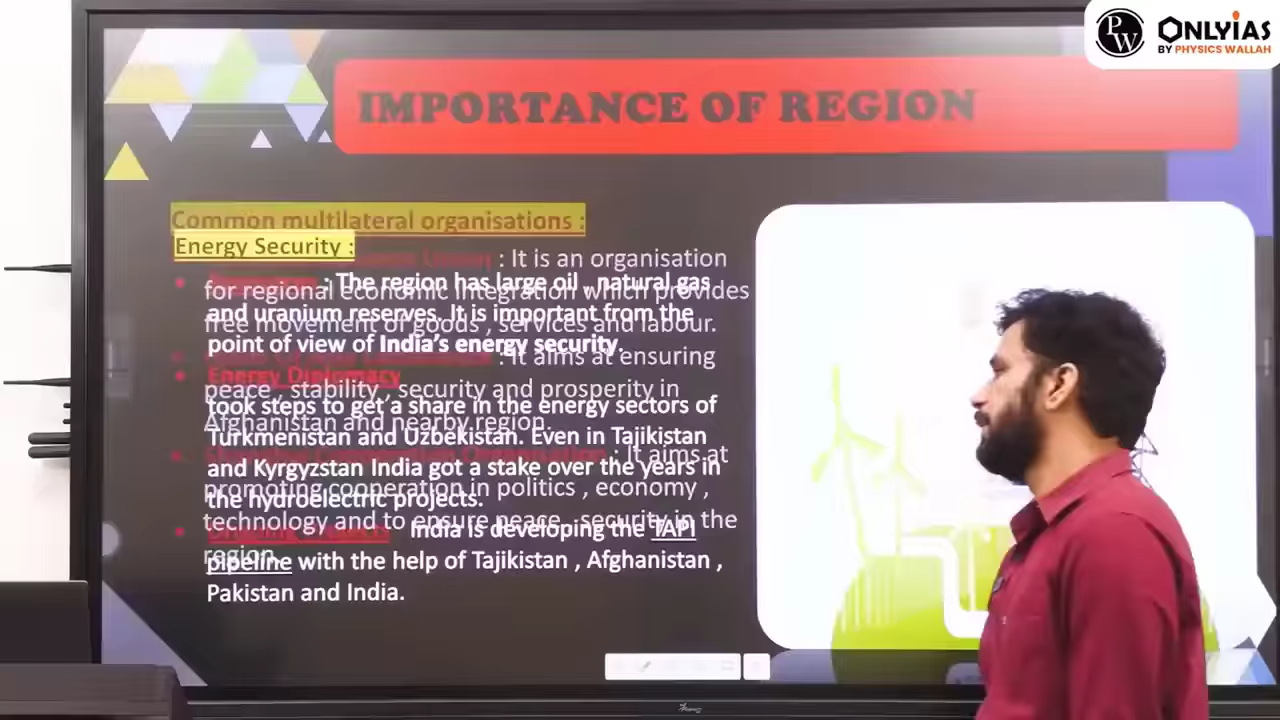 PW
ONLYIAS
BY PHYSICS WALLAH
IMPORTANCE OF REGION
Common multilateral organisations :
: It is an organisation
for regional economic integration which provides
free movement of goods , services and labour.
: It aims at ensuring
peace , stability , security and prosperity in
Afghanistan and nearby region.
: It aims at
promoting cooperation in politics , economy ,
technology and to ensure peace , security in the
region.
Energy Security :
: The region has large oil , natural gas
and uranium reserves. It is important from the
point of view of India's energy security.
Energy Diplomacy
took steps to get a share in the energy sectors of
Turkmenistan and Uzbekistan. Even in Tajikistan
and Kyrgyzstan India got a stake over the years in
the hydroelectric projects.
India is developing the TAPI
pipeline with the help of Tajikistan , Afghanistan ,
Pakistan and India.